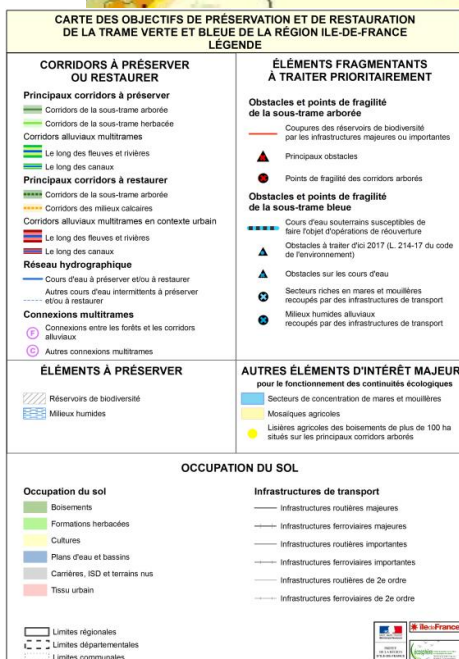 CARTE DES OBJECTIFS DE PRÉSERVATION ET DE RESTAURATION
DE LA TRAME VERTE ET BLEUE DE LA RÉGION ILE-DE-FRANCE
LÉGENDE
CORRIDORS À PRÉSERVER
OU RESTAURER
Principaux corridors à préserver
Corridors de la sous-trame arborée
Corridors de la sous-trame herbacée
Corridors alluviaux multitrames
Le long des fleuves et rivières
Le long des canaux
Principaux corridors à restaurer
Corridors de la sous-trame arborée
Corridors des milieux calcaires
Corridors alluviaux multitrames en contexte urbain
Le long des fleuves et rivières
Le long des canaux
Réseau hydrographique
Cours d'eau à préserver et/ou à restaurer
Autres cours d'eau intermittents à préserver
et/ou à restaurer
Connexions multitrames
F Connexions entre les forêts et les corridors
alluviaux
C Autres connexions multitrames
ÉLÉMENTS FRAGMENTANTS
À TRAITER PRIORITAIREMENT
Obstacles et points de fragilité
de la sous-trame arborée
Coupures des réservoirs de biodiversité
par les infrastructures majeures ou importantes
Principaux obstacles
Points de fragilité des corridors arborés
Obstacles et points de fragilité
de la sous-trame bleue
Cours d'eau souterrains susceptibles de
faire l'objet d'opérations de réouverture
Obstacles à traiter d'ici 2017 (L. 214-17 du code
de l'environnement)
Obstacles sur les cours d'eau
Secteurs riches en mares et mouillères
recoupés par des infrastructures de transport
Milieux humides alluviaux
recoupés par des infrastructures de transport
ÉLÉMENTS À PRÉSERVER
Réservoirs de biodiversité
Milieux humides
AUTRES ÉLÉMENTS D'INTÉRÊT MAJEUR
pour le fonctionnement des continuités écologiques
Secteurs de concentration de mares et mouillères
Mosaïques agricoles
Lisières agricoles des boisements de plus de 100 ha
situés sur les principaux corridors arborés
OCCUPATION DU SOL
Occupation du sol
Boisements
Formations herbacées
Cultures
Plans d'eau et bassins
Carrières, ISD et terrains nus
Tissu urbain
Infrastructures de transport
Infrastructures routières majeures
Infrastructures ferroviaires majeures
Infrastructures routières importantes
Infrastructures ferroviaires importantes
Infrastructures routières de 2e ordre
Infrastructures ferroviaires de 2e ordre
Limites régionales
Limites départementales
Limites communales
îledeFrance